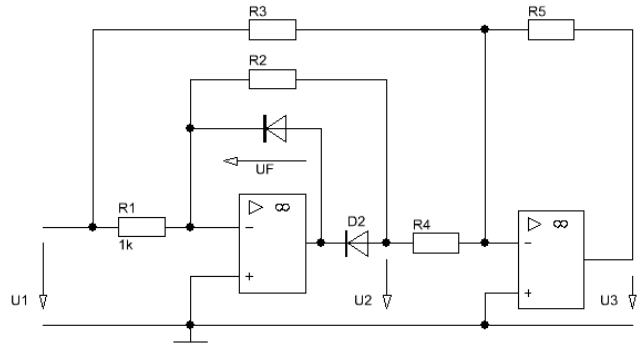 R3
R5
R2
UF
R1
1k
▷ ∞
-
+
D2
R4
▷ ∞
-
+
U1
U2
U3